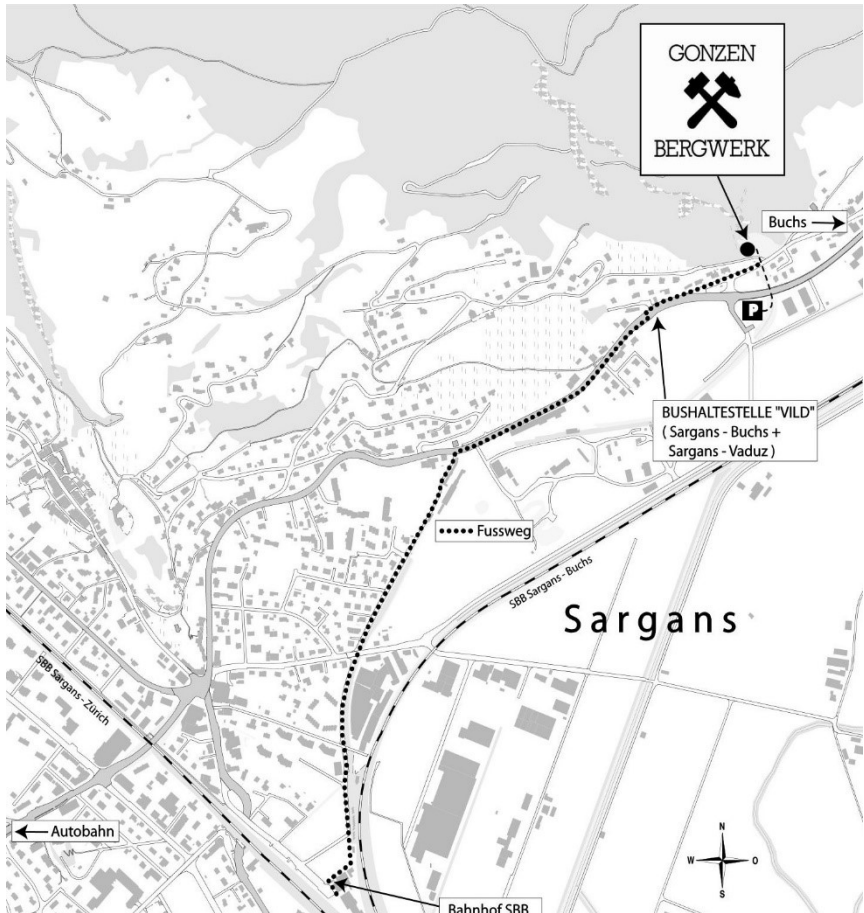 GONZEN
BERGWERK
Buchs
P
BUSHALTESTELLE "VILD"
( Sargans - Buchs +
Sargans - Vaduz )
Fussweg
SBB Sargans - Buchs
Sargans
SBB Sargans - Zürich
Autobahn
N
W O
S
Bahnhof SBB